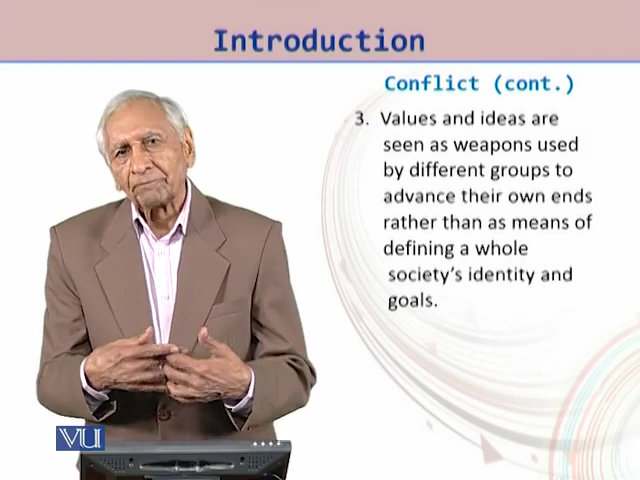 Introduction
Conflict (cont.)
3. Values and ideas are
seen as weapons used
by different groups to
advance their own ends
rather than as means of
defining a whole
society's identity and
goals.
VU